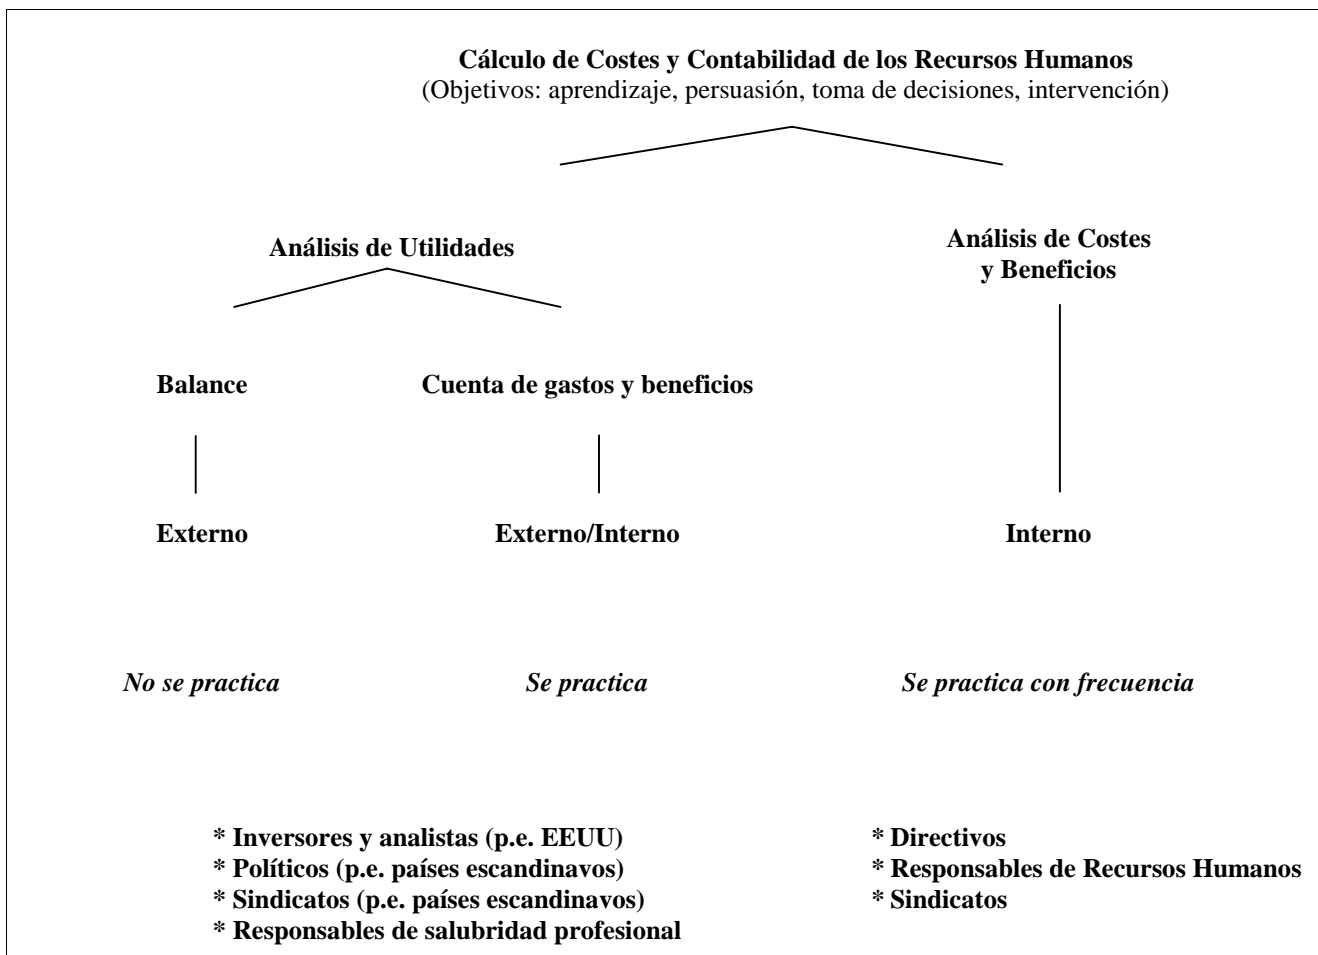 Cálculo de Costes y Contabilidad de los Recursos Humanos
(Objetivos: aprendizaje, persuasión, toma de decisiones, intervención)
Análisis de Utilidades
Análisis de Costes
y Beneficios
Balance
Cuenta de gastos y beneficios
Externo
Externo/Interno
Interno
No se practica
Se practica
Se practica con frecuencia
* Inversores y analistas (p.e. EEUU)
* Políticos (p.e. países escandinavos)
* Sindicatos (p.e. países escandinavos)
* Responsables de salubridad profesional
* Directivos
* Responsables de Recursos Humanos
* Sindicatos